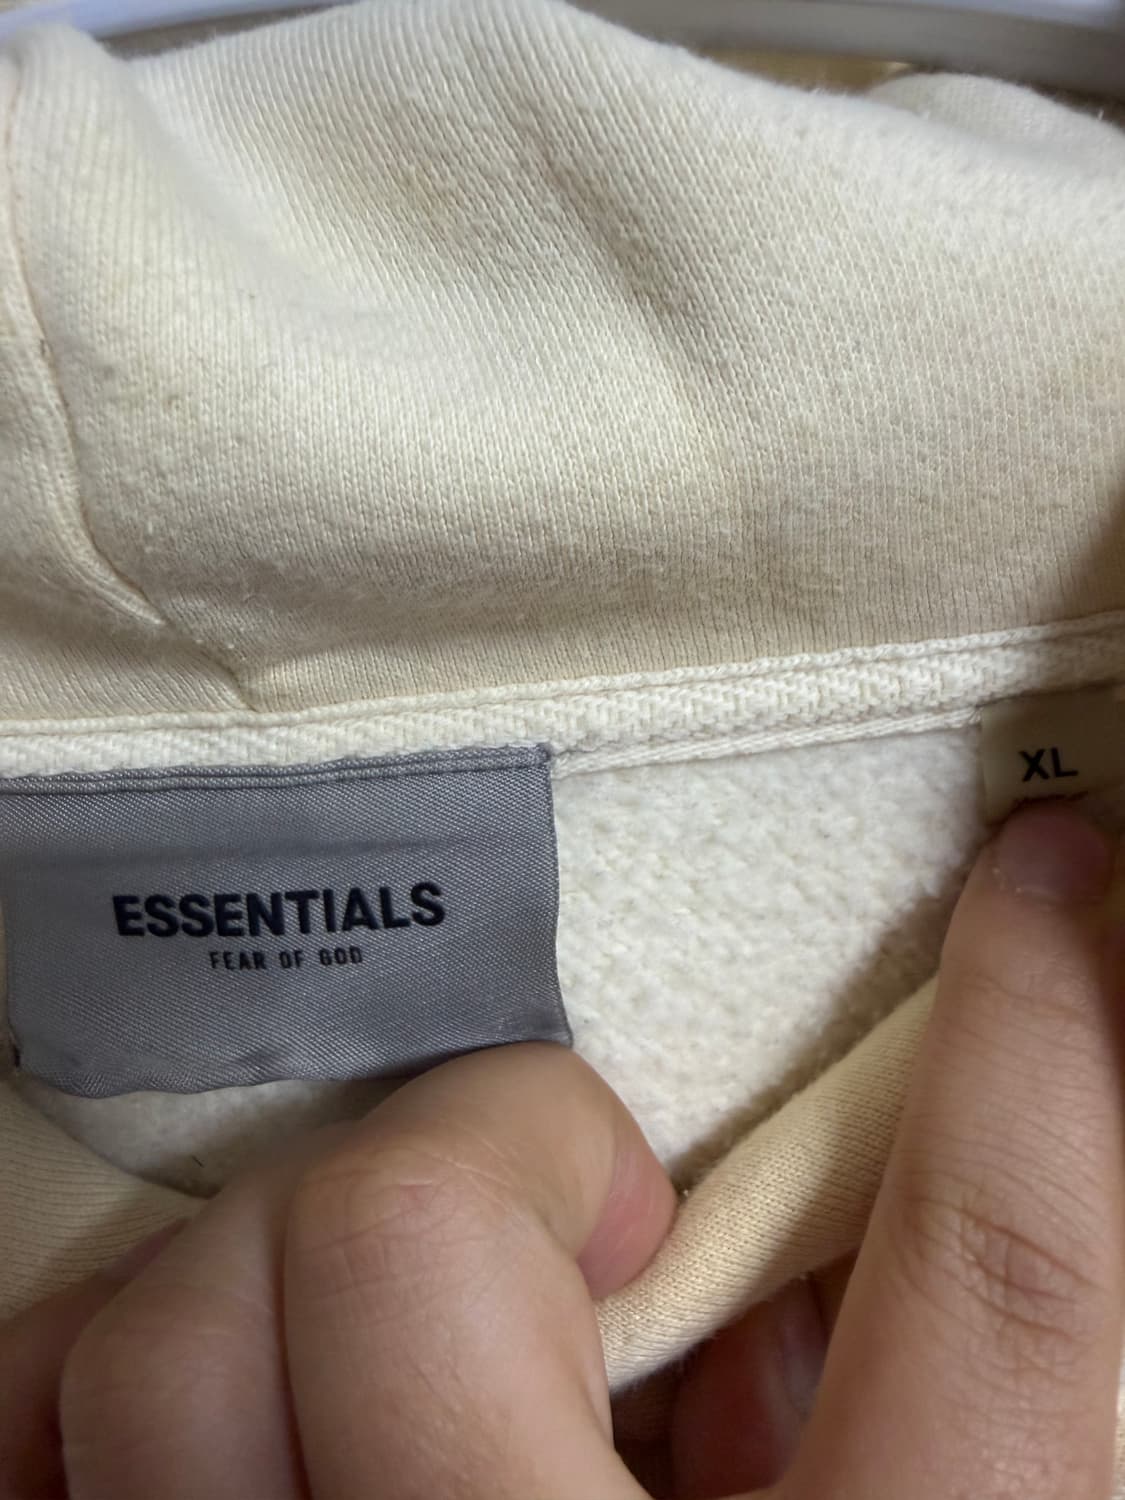 ESSENTIALS
FEAR OF GOD
XL